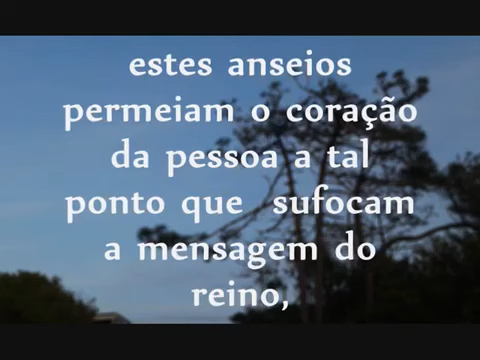 estes anseios
permeiam o coração
da pessoa a tal
ponto que sufocam
a mensagem do
reino,